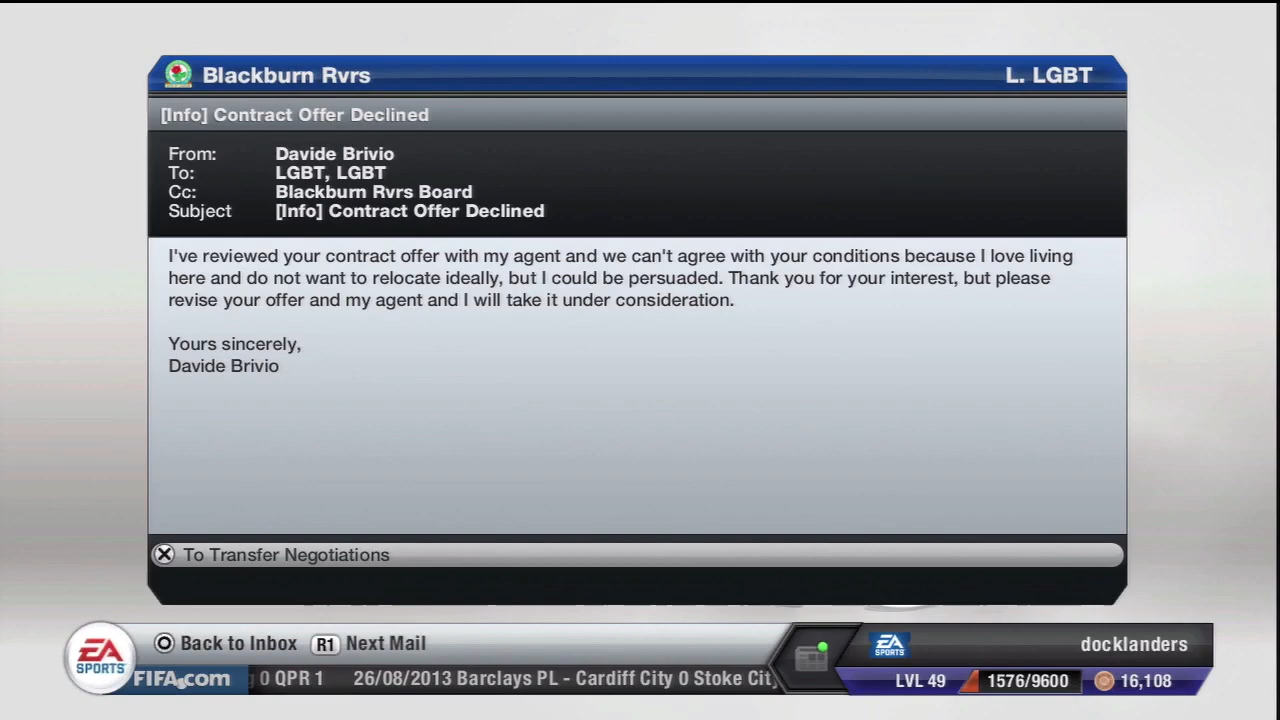 Blackburn Rvrs L. LGBT
[Info] Contract Offer Declined
From: Davide Brivio
To: LGBT, LGBT
Cc: Blackburn Rvrs Board
Subject [Info] Contract Offer Declined
I've reviewed your contract offer with my agent and we can't agree with your conditions because I love living
here and do not want to relocate ideally, but I could be persuaded. Thank you for your interest, but please
revise your offer and my agent and I will take it under consideration.
Yours sincerely,
Davide Brivio
To Transfer Negotiations
Back to Inbox R1 Next Mail
EA SPORTS
EA SPORTS
docklanders
FIFA.com 0 QPR 1 26/08/2013 Barclays PL - Cardiff City 0 Stoke City
LVL 49 1576/9600 16,108